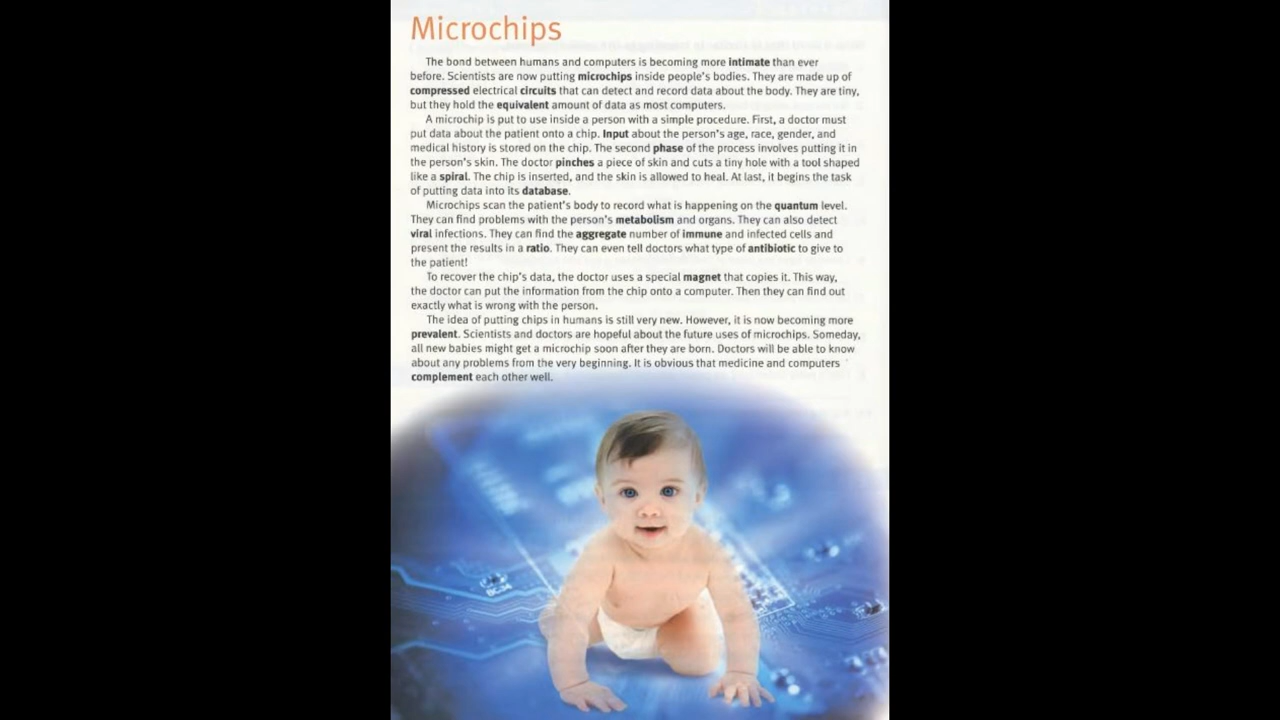 Microchips
The bond between humans and computers is becoming more intimate than ever
before. Scientists are now putting microchips inside people's bodies. They are made up of
compressed electrical circuits that can detect and record data about the body. They are tiny,
but they hold the equivalent amount of data as most computers.
A microchip is put to use inside a person with a simple procedure. First, a doctor must
put data about the patient onto a chip. Input about the person's age, race, gender, and
medical history is stored on the chip. The second phase of the process involves putting it in
the person's skin. The doctor pinches a piece of skin and cuts a tiny hole with a tool shaped
like a spiral. The chip is inserted, and the skin is allowed to heal. At last, it begins the task
of putting data into its database.
Microchips scan the patient's body to record what is happening on the quantum level.
They can find problems with the person's metabolism and organs. They can also detect
viral infections. They can find the aggregate number of immune and infected cells and
present the results in a ratio. They can even tell doctors what type of antibiotic to give to
the patient!
To recover the chip's data, the doctor uses a special magnet that copies it. This way,
the doctor can put the information from the chip onto a computer. Then they can find out
exactly what is wrong with the person.
The idea of putting chips in humans is still very new. However, it is now becoming more
prevalent. Scientists and doctors are hopeful about the future uses of microchips. Someday,
all new babies might get a microchip soon after they are born. Doctors will be able to know
about any problems from the very beginning. It is obvious that medicine and computers
complement each other well.